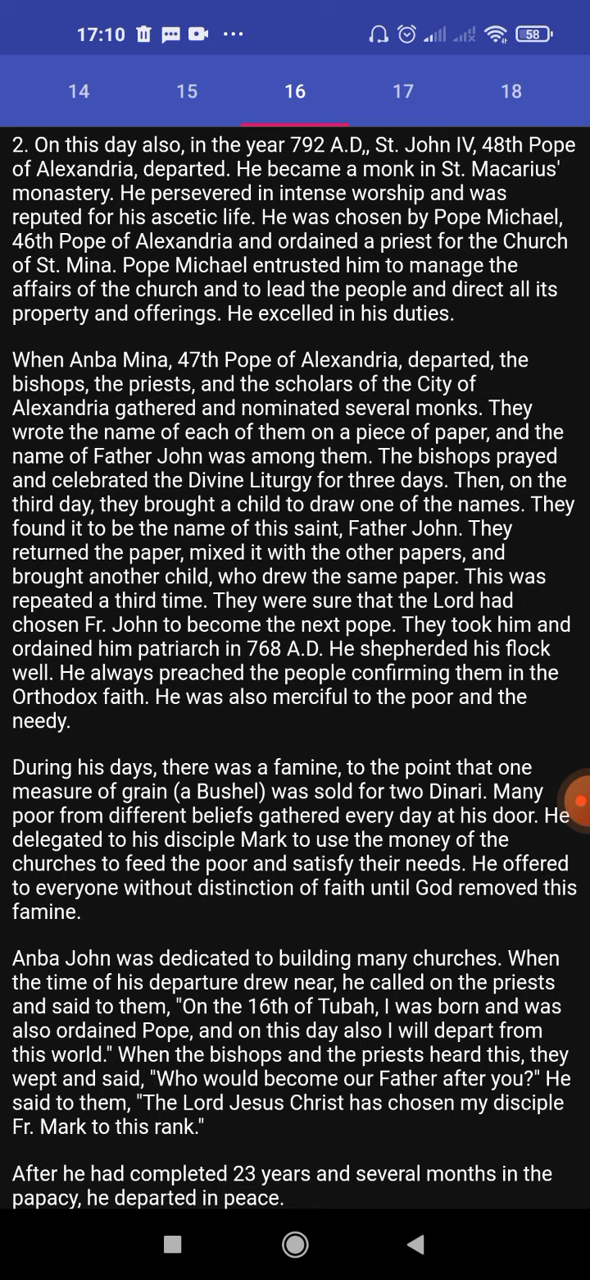 17:10
58
14 15 16 17 18
2. On this day also, in the year 792 A.D,, St. John IV, 48th Pope
of Alexandria, departed. He became a monk in St. Macarius'
monastery. He persevered in intense worship and was
reputed for his ascetic life. He was chosen by Pope Michael,
46th Pope of Alexandria and ordained a priest for the Church
of St. Mina. Pope Michael entrusted him to manage the
affairs of the church and to lead the people and direct all its
property and offerings. He excelled in his duties.
When Anba Mina, 47th Pope of Alexandria, departed, the
bishops, the priests, and the scholars of the City of
Alexandria gathered and nominated several monks. They
wrote the name of each of them on a piece of paper, and the
name of Father John was among them. The bishops prayed
and celebrated the Divine Liturgy for three days. Then, on the
third day, they brought a child to draw one of the names. They
found it to be the name of this saint, Father John. They
returned the paper, mixed it with the other papers, and
brought another child, who drew the same paper. This was
repeated a third time. They were sure that the Lord had
chosen Fr. John to become the next pope. They took him and
ordained him patriarch in 768 A.D. He shepherded his flock
well. He always preached the people confirming them in the
Orthodox faith. He was also merciful to the poor and the
needy.
During his days, there was a famine, to the point that one
measure of grain (a Bushel) was sold for two Dinari. Many
poor from different beliefs gathered every day at his door. He
delegated to his disciple Mark to use the money of the
churches to feed the poor and satisfy their needs. He offered
to everyone without distinction of faith until God removed this
famine.
Anba John was dedicated to building many churches. When
the time of his departure drew near, he called on the priests
and said to them, "On the 16th of Tubah, I was born and was
also ordained Pope, and on this day also I will depart from
this world." When the bishops and the priests heard this, they
wept and said, "Who would become our Father after you?" He
said to them, "The Lord Jesus Christ has chosen my disciple
Fr. Mark to this rank."
After he had completed 23 years and several months in the
papacy, he departed in peace.